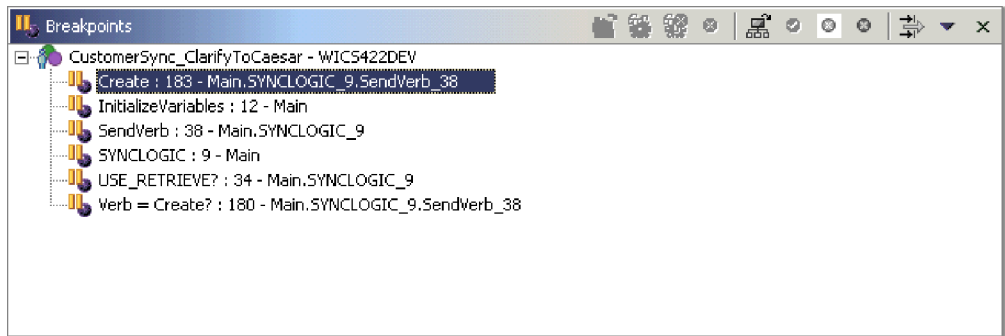 Breakpoints
CustomerSync_ClarifyToCaesar - WICS422DEV
Create : 183 - Main.SYNCLOGIC_9.SendVerb_38
InitializeVariables : 12 - Main
SendVerb : 38 - Main.SYNCLOGIC_9
SYNCLOGIC : 9 - Main
USE_RETRIEVE? : 34 - Main.SYNCLOGIC_9
Verb = Create? : 180 - Main.SYNCLOGIC_9.SendVerb_38